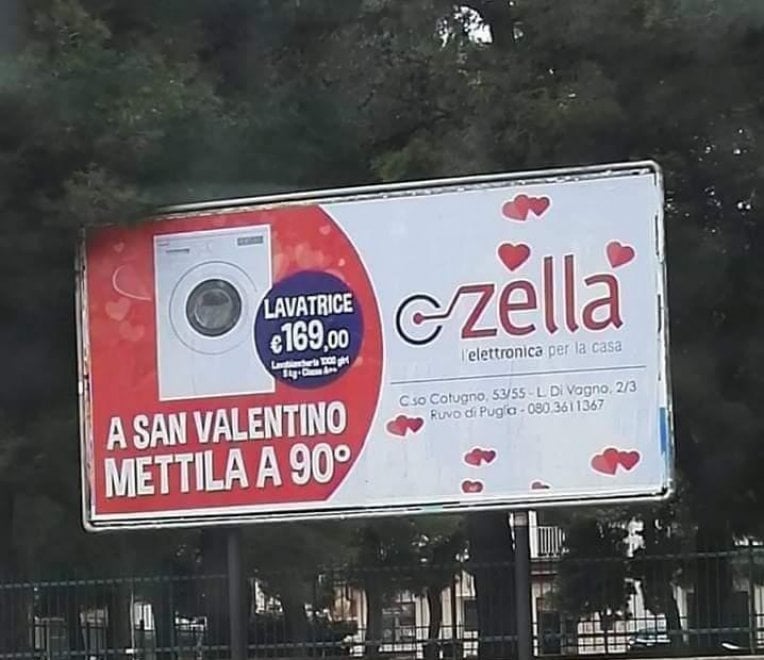 LAVATRICE
€169,00
Lavabiancheria 1000 giri
5 kg - Classe A++
A SAN VALENTINO
METTILA A 90°
zella
l'elettronica per la casa
C.so Cotugno, 53/55 - L. Di Vagno, 2/3
Ruvo di Puglia - 080.3611367